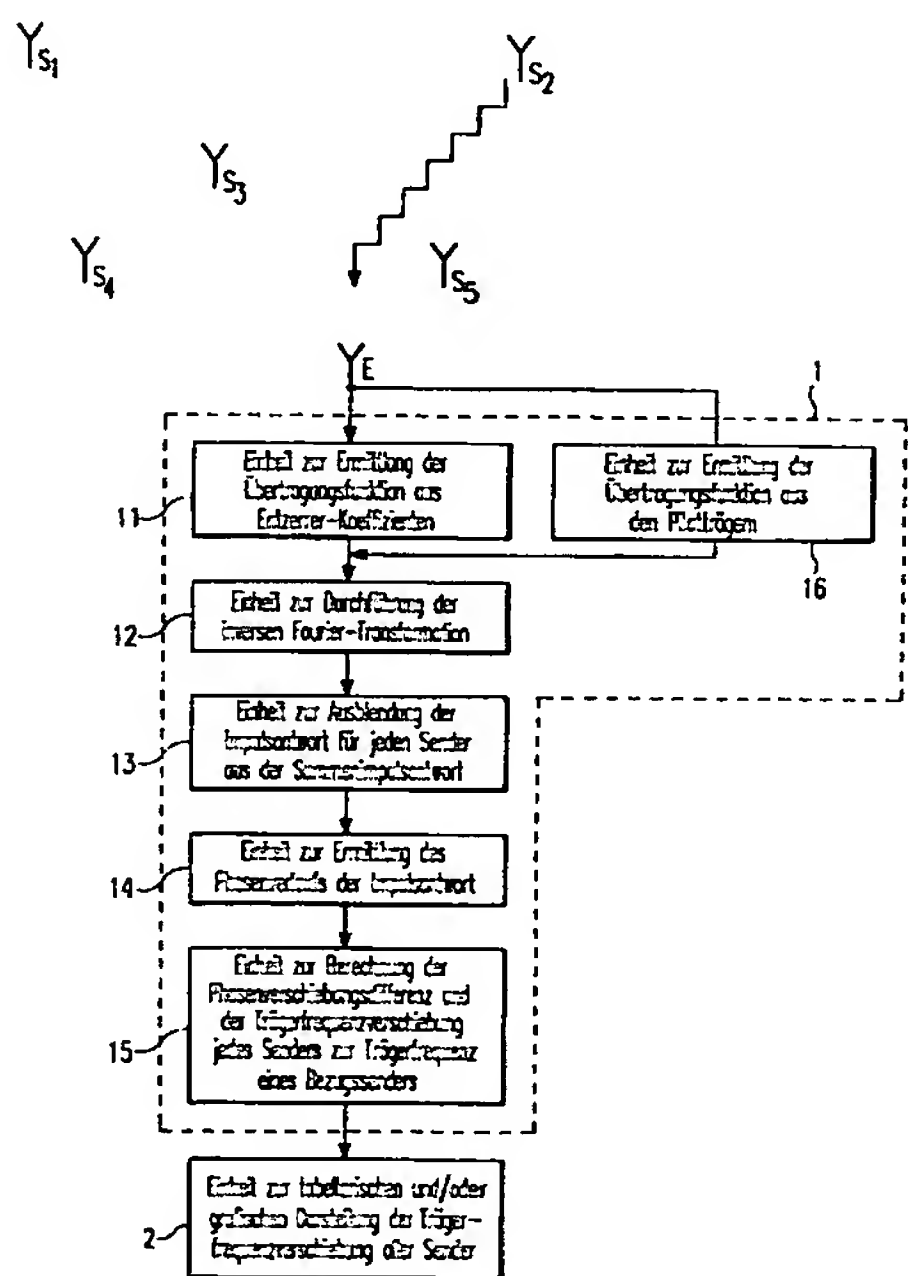 S1
S2
S3
S4
S5
E
1
Einheit zur Ermittlung der
Übertragungsfunktion aus
Entzerrer-Koeffizienten
11
Einheit zur Ermittlung der
Übertragungsfunktion aus
den Pilotträgern
16
Einheit zur Durchführung der
inversen Fourier-Transformation
12
Einheit zur Ausblendung der
Impulsantwort für jeden Sender
aus der Summenimpulsantwort
13
Einheit zur Ermittlung des
Phasenverlaufs der Impulsantwort
14
Einheit zur Berechnung der
Phasenverschiebungsdifferenz und
der Trägerfrequenzverschiebung
jedes Senders zur Trägerfrequenz
eines Bezugssenders
15
Einheit zur tabellarischen und/oder
grafischen Darstellung der Träger-
frequenzverschiebung aller Sender
2